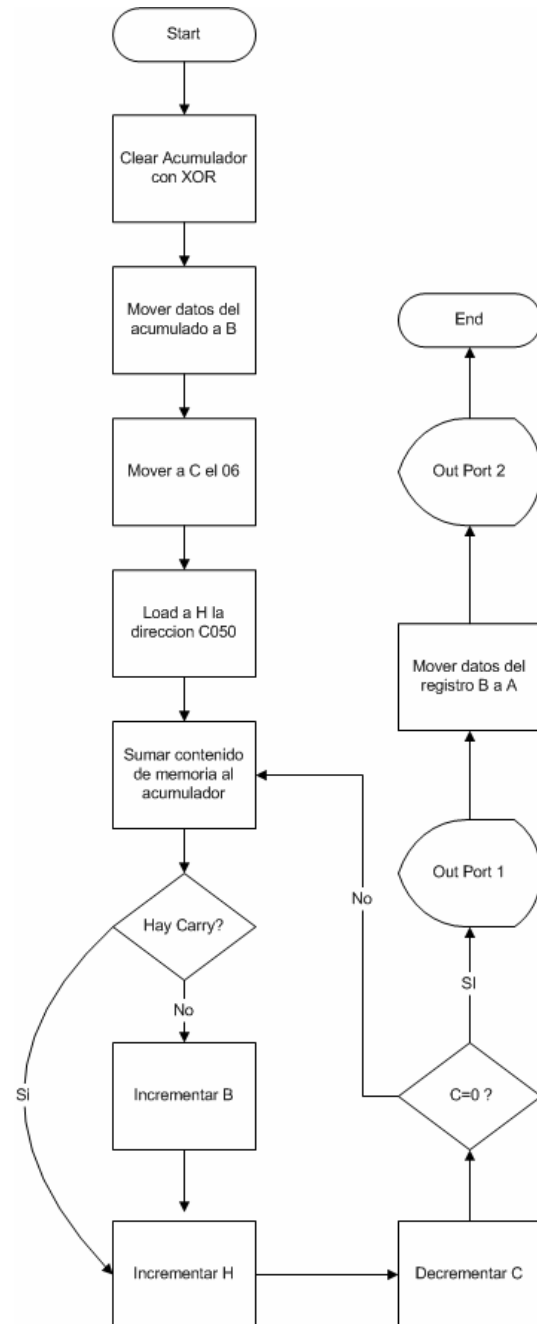 Start
Clear Acumulador
con XOR
Mover datos del
acumulado a B
Mover a C el 06
Load a H la
direccion C050
Sumar contenido
de memoria al
acumulador
Hay Carry?
No
Si
Incrementar B
Incrementar H
Decrementar C
C=0 ?
No
SI
Out Port 1
Mover datos del
registro B a A
Out Port 2
End